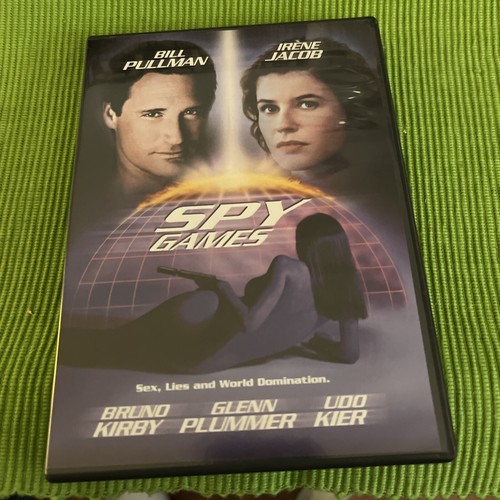 BILL
PULLMAN
IRÈNE
JACOB
SPY
GAMES
Sex, Lies and World Domination.
BRUNO
KIRBY
GLENN
PLUMMER
UDO
KIER